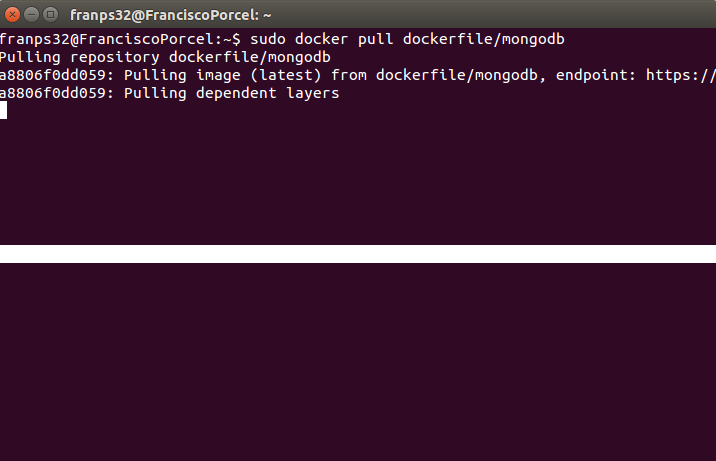 franps32@FranciscoPorcel: ~
franps32@FranciscoPorcel:~$ sudo docker pull dockerfile/mongodb
Pulling repository dockerfile/mongodb
a8806f0dd059: Pulling image (latest) from dockerfile/mongodb, endpoint: https://
a8806f0dd059: Pulling dependent layers